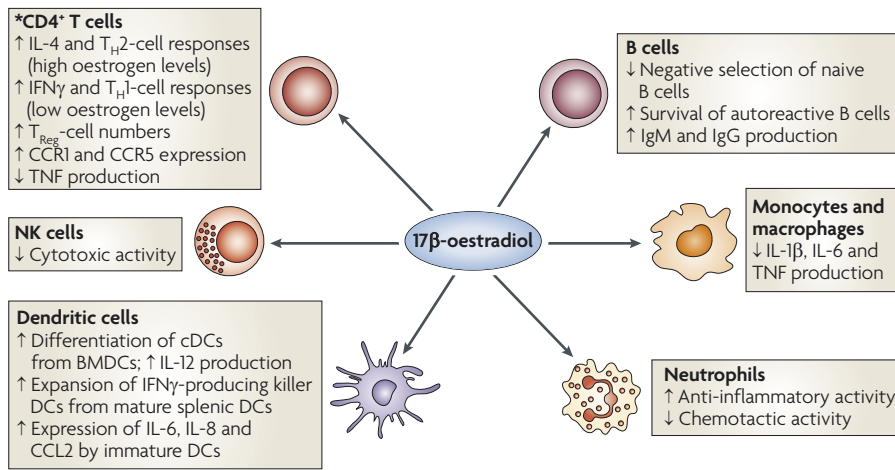 *CD4⁺ T cells
↑ IL-4 and T_H2-cell responses
(high oestrogen levels)
↑ IFNγ and T_H1-cell responses
(low oestrogen levels)
↑ T_Reg-cell numbers
↑ CCR1 and CCR5 expression
↓ TNF production
B cells
↓ Negative selection of naive
B cells
↑ Survival of autoreactive B cells
↑ IgM and IgG production
NK cells
↓ Cytotoxic activity
17β-oestradiol
Monocytes and
macrophages
↓ IL-1β, IL-6 and
TNF production
Dendritic cells
↑ Differentiation of cDCs
from BMDCs; ↑ IL-12 production
↑ Expansion of IFNγ-producing killer
DCs from mature splenic DCs
↑ Expression of IL-6, IL-8 and
CCL2 by immature DCs
Neutrophils
↑ Anti-inflammatory activity
↓ Chemotactic activity